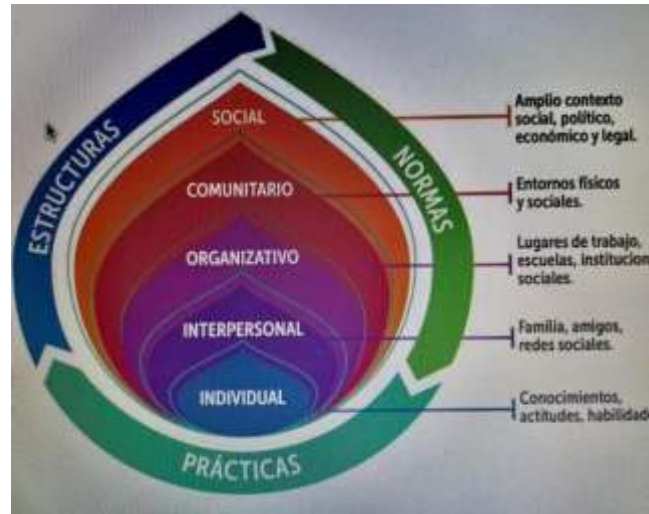 ESTRUCTURAS
NORMAS
PRÁCTICAS
SOCIAL
Amplio contexto
social, político,
económico y legal.
COMUNITARIO
Entornos físicos
y sociales.
ORGANIZATIVO
Lugares de trabajo,
escuelas, institucion
sociales.
INTERPERSONAL
Familia, amigos,
redes sociales.
INDIVIDUAL
Conocimientos,
actitudes, habilidad